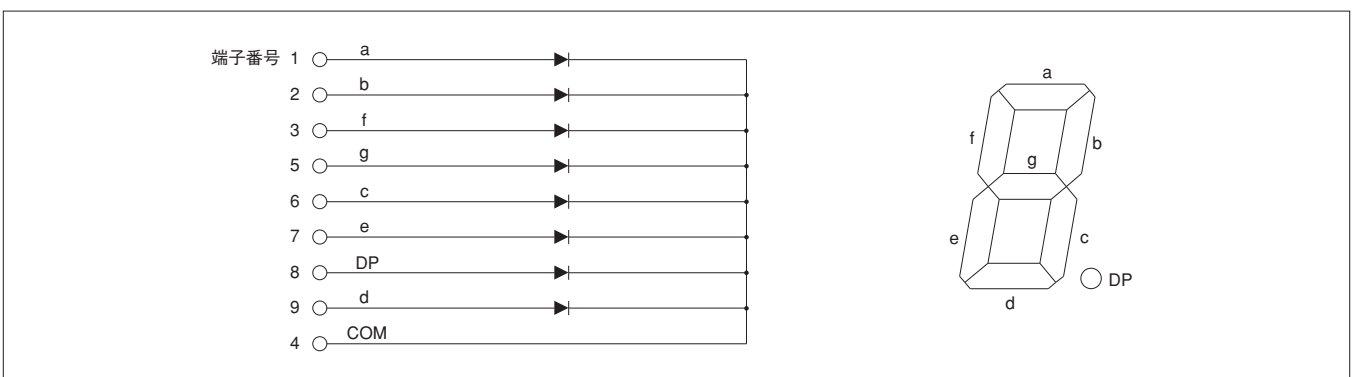 端子番号 1 a
2 b
3 f
5 g
6 c
7 e
8 DP
9 d
4 COM
a
f
b
g
e
c
DP
d